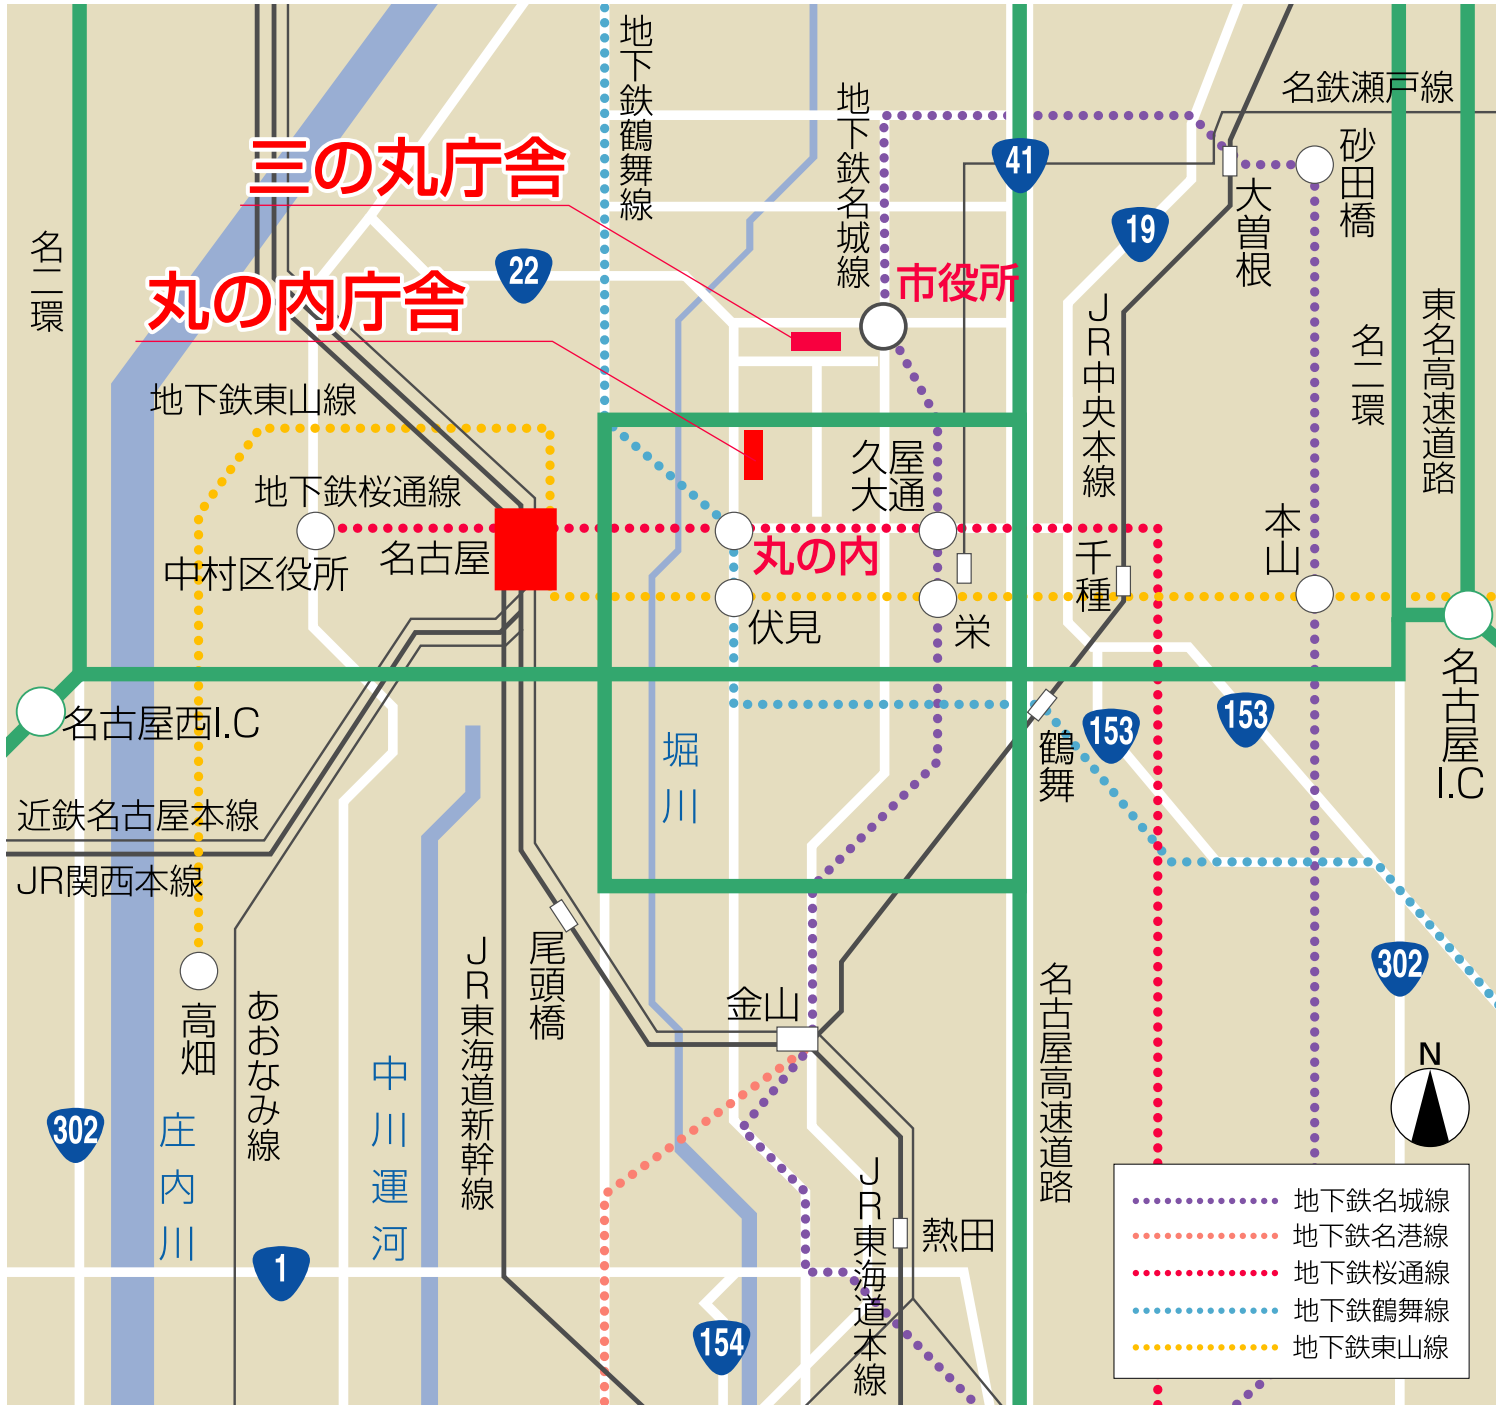 地下鉄鶴舞線
地下鉄名城線
名鉄瀬戸線
砂田橋
大曽根
41
19
22
三の丸庁舎
丸の内庁舎
市役所
名二環
JR中央本線
名二環
東名高速道路
地下鉄東山線
地下鉄桜通線
中村区役所
名古屋
久屋大通
丸の内
伏見
栄
千種
本山
名古屋西I.C
名古屋I.C
堀川
鶴舞
153
153
近鉄名古屋本線
JR関西本線
高畑
あおなみ線
JR東海道新幹線
尾頭橋
金山
名古屋高速道路
302
302
庄内川
中川運河
1
154
JR東海道本線
熱田
N
地下鉄名城線
地下鉄名港線
地下鉄桜通線
地下鉄鶴舞線
地下鉄東山線